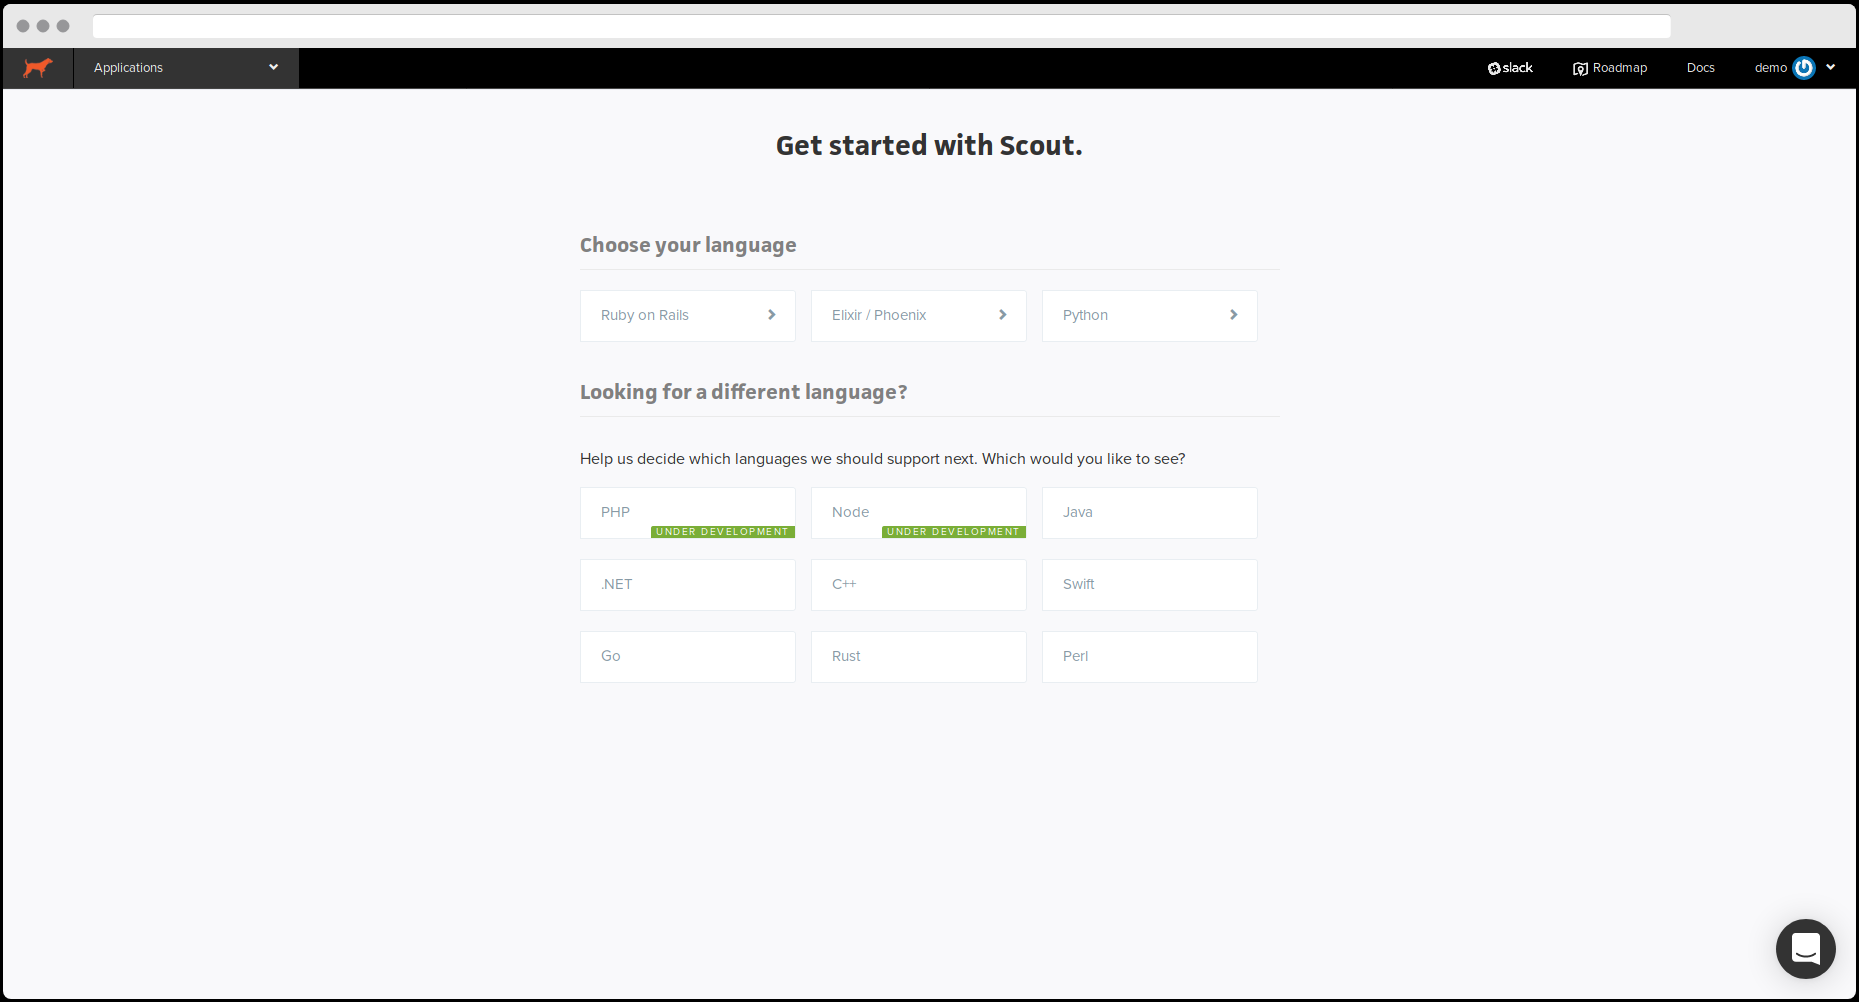 Applications
slack
Roadmap
Docs
demo
Get started with Scout.
Choose your language
Ruby on Rails
Elixir / Phoenix
Python
Looking for a different language?
Help us decide which languages we should support next. Which would you like to see?
PHP
UNDER DEVELOPMENT
Node
UNDER DEVELOPMENT
Java
.NET
C++
Swift
Go
Rust
Perl